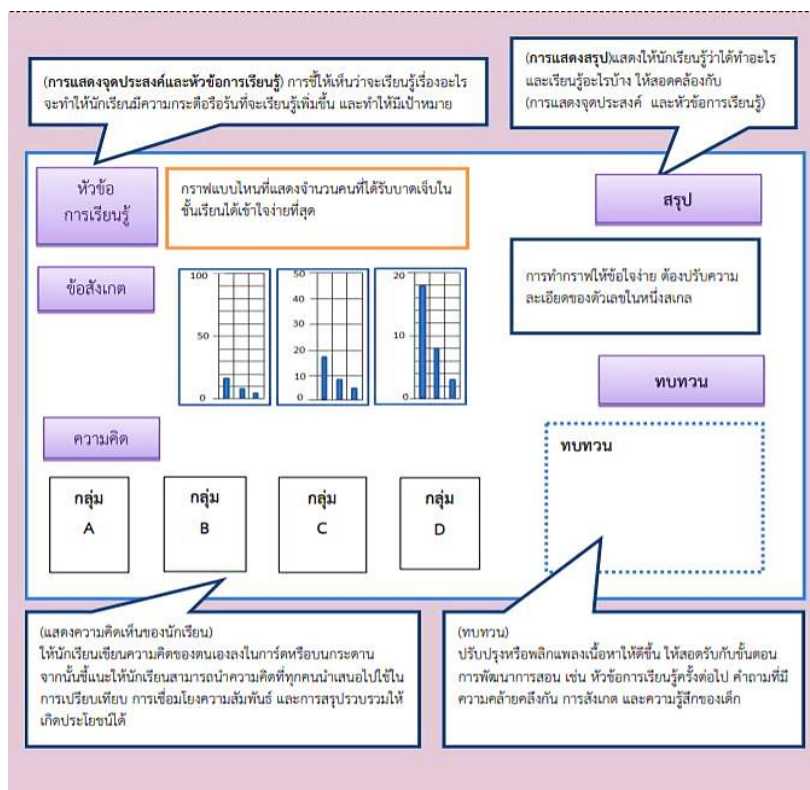 (การแสดงจุดประสงค์และหัวข้อการเรียนรู้) การชี้ให้เห็นว่าจะเรียนรู้เรื่องอะไร
จะทำให้นักเรียนมีความกระตือรือร้นที่จะเรียนรู้เพิ่มขึ้น และทำให้มีเป้าหมาย
(การแสดงสรุป)แสดงให้นักเรียนรู้ว่าได้ทำอะไร
และเรียนรู้อะไรบ้าง ให้สอดคล้องกับ
(การแสดงจุดประสงค์ และหัวข้อการเรียนรู้)
หัวข้อ
การเรียนรู้
กราฟแบบไหนที่แสดงจำนวนคนที่ได้รับบาดเจ็บใน
ชั้นเรียนได้เข้าใจง่ายที่สุด
สรุป
ข้อสังเกต
100
50
0
50
40
30
20
10
0
20
10
0
การทำกราฟให้ข้อใจง่าย ต้องปรับความ
ละเอียดของตัวเลขในหนึ่งสเกล
ทบทวน
ความคิด
ทบทวน
กลุ่ม
A
กลุ่ม
B
กลุ่ม
C
กลุ่ม
D
(แสดงความคิดเห็นของนักเรียน)
ให้นักเรียนเขียนความคิดของตนเองลงในการ์ดหรือบนกระดาน
จากนั้นชี้แนะให้นักเรียนสามารถนำความคิดที่ทุกคนนำเสนอไปใช้ใน
การเปรียบเทียบ การเชื่อมโยงความสัมพันธ์ และการสรุปรวบรวมให้
เกิดประโยชน์ได้
(ทบทวน)
ปรับปรุงหรือพลิกแพลงเนื้อหาให้ดีขึ้น ให้สอดรับกับขั้นตอน
การพัฒนาการสอน เช่น หัวข้อการเรียนรู้ครั้งต่อไป คำถามที่มี
ความคล้ายคลึงกัน การสังเกต และความรู้สึกของเด็ก